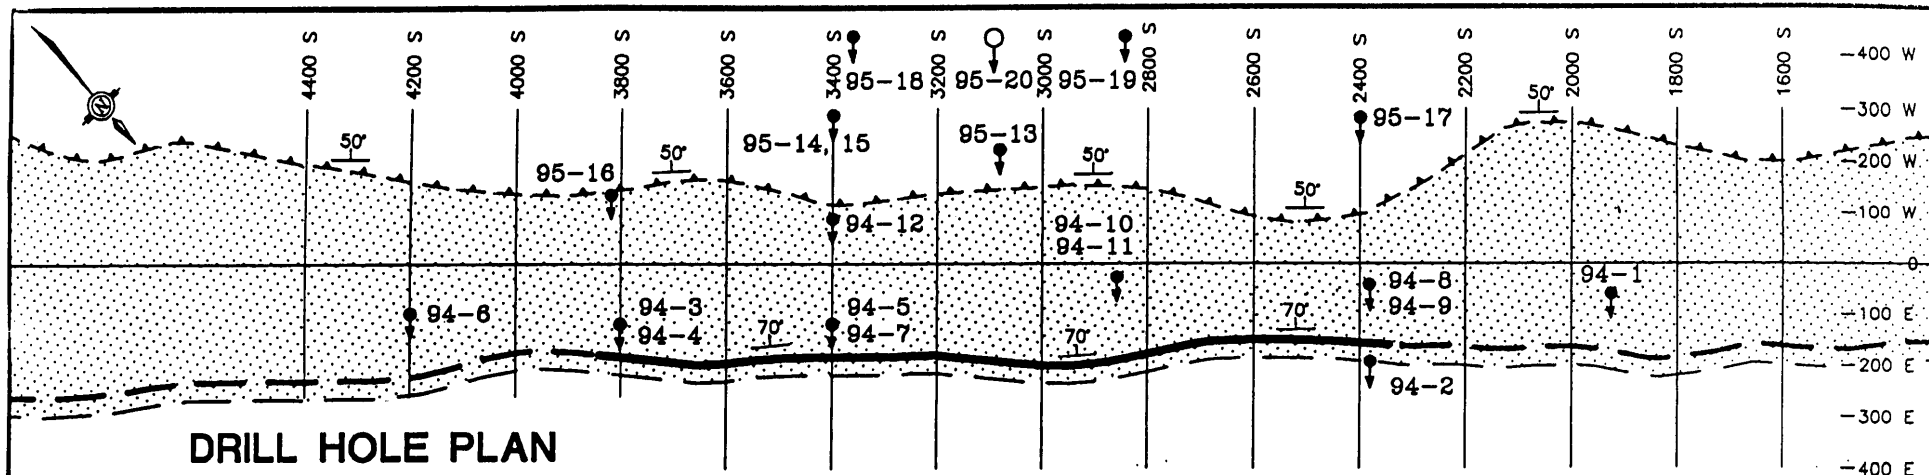 N
4400 S
4200 S
4000 S
3800 S
3600 S
3400 S
3200 S
3000 S
2800 S
2600 S
2400 S
2200 S
2000 S
1800 S
1600 S
400 W
300 W
200 W
100 W
0
100 E
200 E
300 E
400 E
95-18
95-20
95-19
95-17
50°
50°
95-14, 15
95-13
50°
50°
50°
95-16
94-12
94-10
94-11
94-6
94-3
94-4
94-5
94-7
94-8
94-9
94-1
70°
70°
70°
94-2
DRILL HOLE PLAN